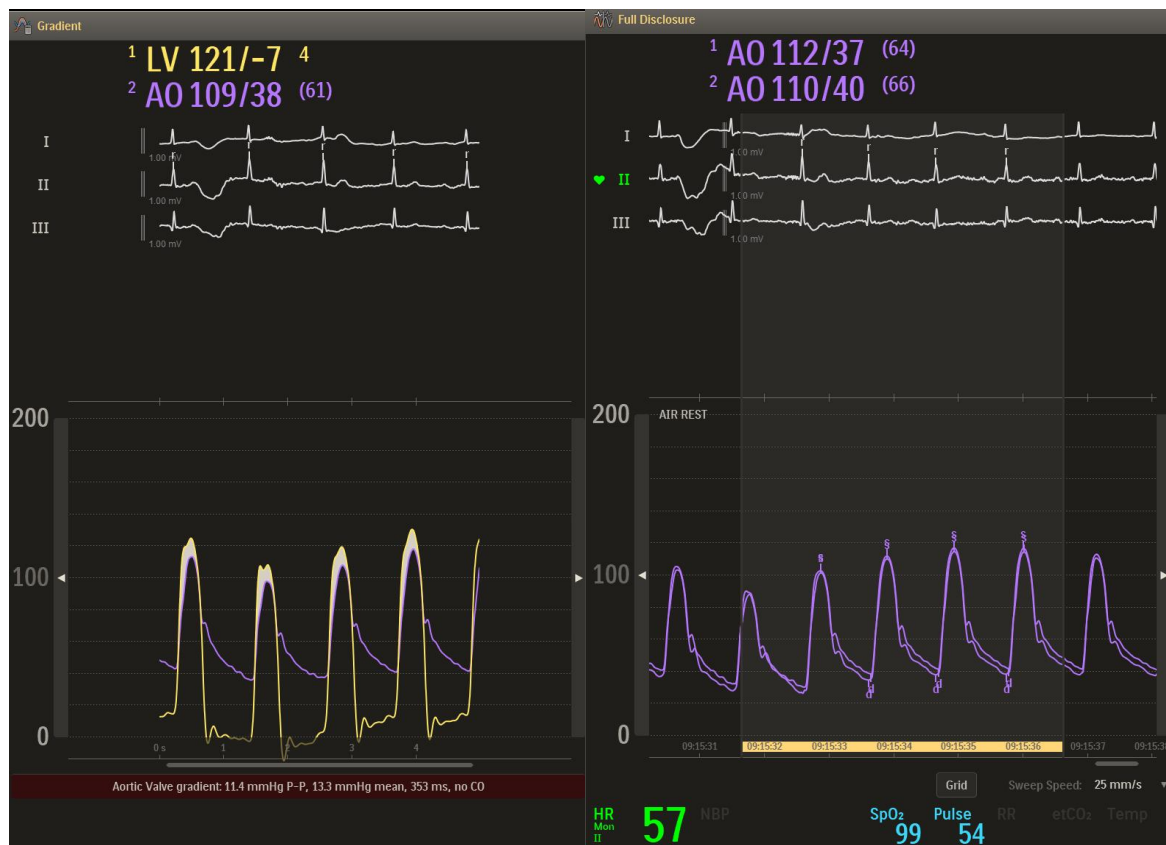 Gradient
1 LV 121/-7 4
2 AO 109/38 (61)
I
1.00 mV
r r r r r
II
1.00 mV
III
1.00 mV
200
100
0
0 s 1 2 3 4
Aortic Valve gradient: 11.4 mmHg P-P, 13.3 mmHg mean, 353 ms, no CO
Full Disclosure
1 AO 112/37 (64)
2 AO 110/40 (66)
I
1.00 mV
r r r r
II
1.00 mV
III
1.00 mV
200
AIR REST
s s s s
100
d d d d d d
0
09:15:31 09:15:32 09:15:33 09:15:34 09:15:35 09:15:36 09:15:37
Grid Sweep Speed: 25 mm/s
HR
Mon
II
57
NBP
SpO₂
99
Pulse
54
RR
etCO₂
Temp